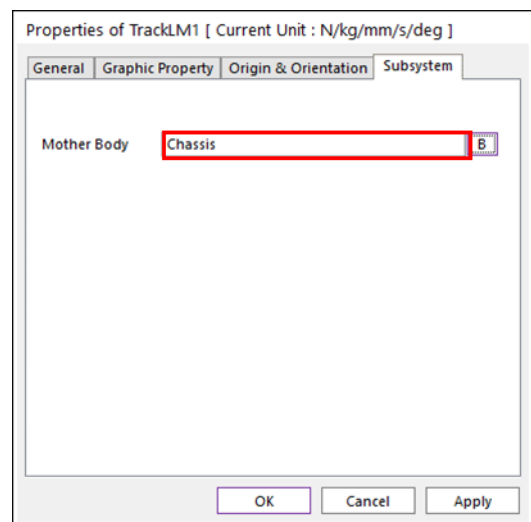 Properties of TrackLM1 [ Current Unit : N/kg/mm/s/deg ]
General Graphic Property Origin & Orientation Subsystem
Mother Body Chassis B
OK Cancel Apply